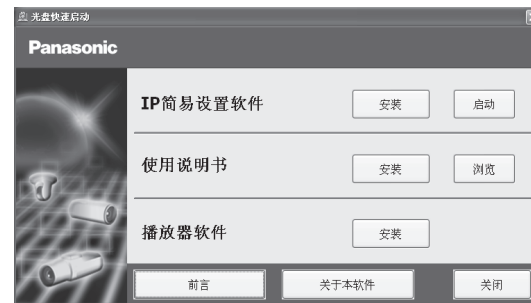 光盘快速启动
Panasonic
IP简易设置软件 安装 启动
使用说明书 安装 浏览
播放器软件 安装
前言 关于本软件 关闭